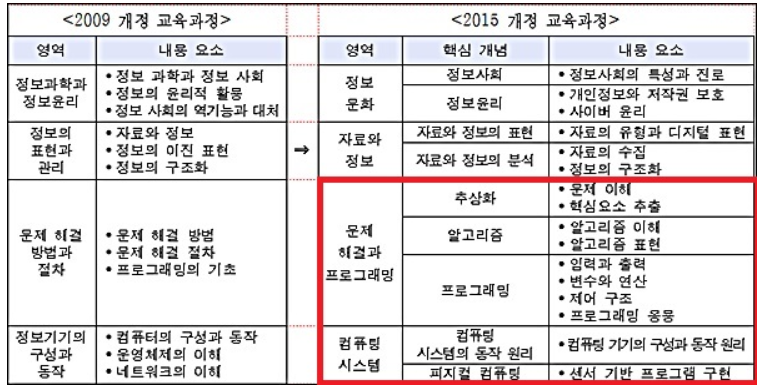 <2009 개정 교육과정>
영역 내용 요소
정보과학과 정보윤리
• 정보 과학과 정보 사회
• 정보의 윤리적 활용
• 정보 사회의 역기능과 대처
정보의 표현과 관리
• 자료와 정보
• 정보의 이진 표현
• 정보의 구조화
문제 해결 방법과 절차
• 문제 해결 방법
• 문제 해결 절차
• 프로그래밍의 기초
정보기기의 구성과 동작
• 컴퓨터의 구성과 동작
• 운영체제의 이해
• 네트워크의 이해
⇒
<2015 개정 교육과정>
영역 핵심 개념 내용 요소
정보 문화
정보사회
• 정보사회의 특성과 진로
정보윤리
• 개인정보와 저작권 보호
• 사이버 윤리
자료와 정보
자료와 정보의 표현
• 자료의 유형과 디지털 표현
자료와 정보의 분석
• 자료의 수집
• 정보의 구조화
문제 해결과 프로그래밍
추상화
• 문제 이해
• 핵심요소 추출
알고리즘
• 알고리즘 이해
• 알고리즘 표현
프로그래밍
• 입력과 출력
• 변수와 연산
• 제어 구조
• 프로그래밍 응용
컴퓨팅 시스템
컴퓨팅 시스템의 동작 원리
• 컴퓨팅 기기의 구성과 동작 원리
피지컬 컴퓨팅
• 센서 기반 프로그램 구현